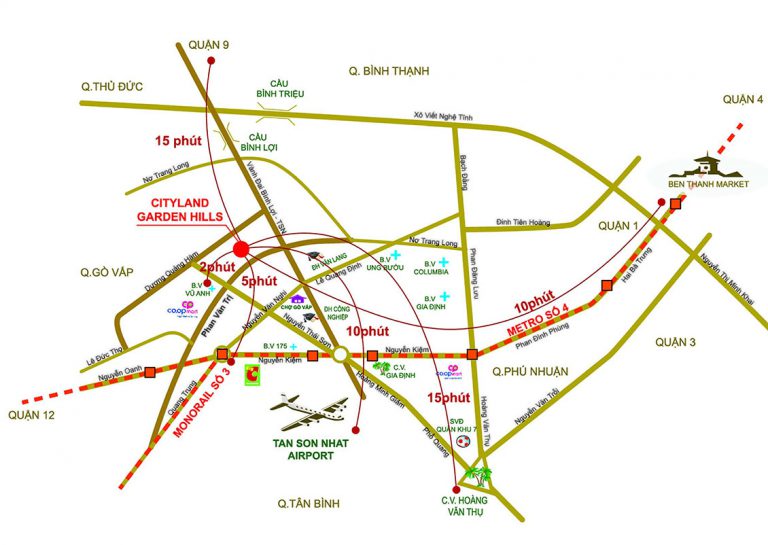 QUẬN 9
Q. BÌNH THẠNH
Q.THỦ ĐỨC
CẦU
BÌNH TRIỆU
QUẬN 4
Xô Viết Nghệ Tĩnh
15 phút
CẦU
BÌNH LỢI
Nơ Trang Long
Vành Đai Bình Lợi - TSN
Bạch Đằng
BEN THANH MARKET
CITYLAND
GARDEN HILLS
Đinh Tiên Hoàng
QUẬN 1
Dương Quảng Hàm
ĐH VĂN LANG
Lê Quang Định
Nơ Trang Long
B.V
UNG BƯỚU
B.V
COLUMBIA
Phan Đăng Lưu
Hai Bà Trưng
Nguyễn Thị Minh Khai
Q.GÒ VẤP
2phút
5phút
B.V
VŨ ANH
co.opmart
Phan Văn Trị
Nguyễn Văn Nghi
CHỢ GÒ VẤP
ĐH CÔNG
NGHIỆP
B.V
GIA ĐỊNH
10phút
METRO SỐ 4
Phan Đình Phùng
Nguyễn Thái Sơn
10phút
Lê Đức Thọ
B.V 175
Nguyễn Kiệm
Nguyễn Kiệm
QUẬN 3
Nguyễn Oanh
C.V.
GIA ĐỊNH
co.opmart
Q.PHÚ NHUẬN
QUẬN 12
Quang Trung
MONORAIL SỐ 3
Hoàng Minh Giám
15phút
Hoàng Văn Thụ
Nguyễn Văn Trỗi
SVĐ
QUÂN KHU 7
Phổ Quang
TAN SON NHAT
AIRPORT
Q.TÂN BÌNH
C.V. HOÀNG
VĂN THỤ